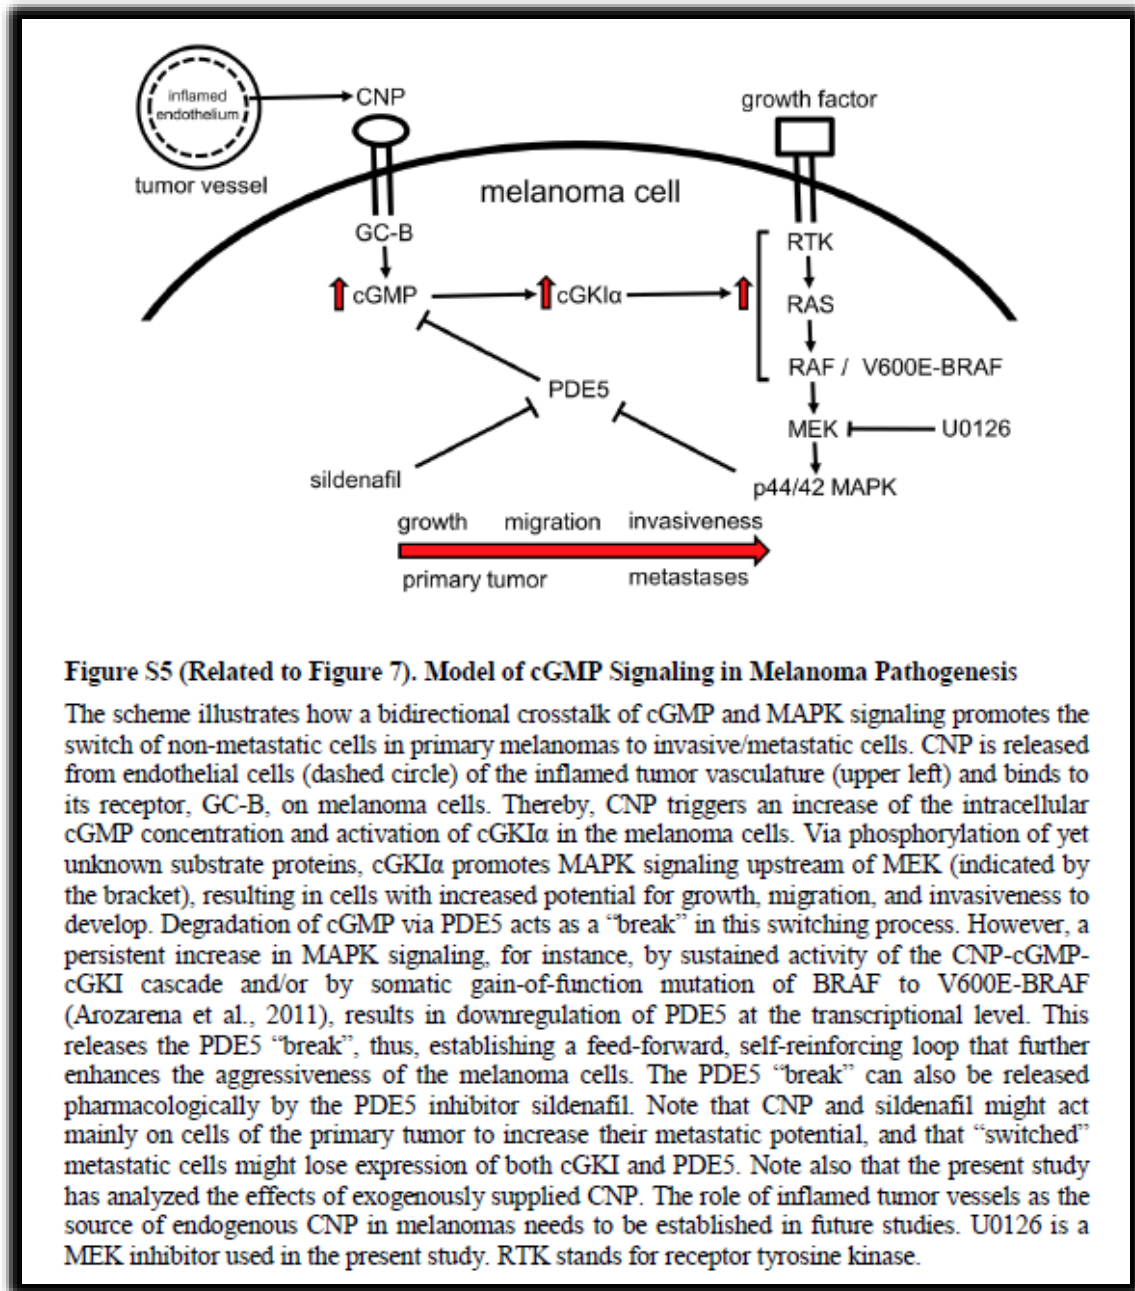 inflamed
endothelium
CNP
growth factor
tumor vessel
melanoma cell
GC-B
RTK
cGMP
cGKIα
RAS
RAF / V600E-BRAF
PDE5
MEK
U0126
sildenafil
p44/42 MAPK
growth migration invasiveness
primary tumor metastases
Figure S5 (Related to Figure 7). Model of cGMP Signaling in Melanoma Pathogenesis
The scheme illustrates how a bidirectional crosstalk of cGMP and MAPK signaling promotes the
switch of non-metastatic cells in primary melanomas to invasive/metastatic cells. CNP is released
from endothelial cells (dashed circle) of the inflamed tumor vasculature (upper left) and binds to
its receptor, GC-B, on melanoma cells. Thereby, CNP triggers an increase of the intracellular
cGMP concentration and activation of cGKIα in the melanoma cells. Via phosphorylation of yet
unknown substrate proteins, cGKIα promotes MAPK signaling upstream of MEK (indicated by
the bracket), resulting in cells with increased potential for growth, migration, and invasiveness to
develop. Degradation of cGMP via PDE5 acts as a “break” in this switching process. However, a
persistent increase in MAPK signaling, for instance, by sustained activity of the CNP-cGMP-
cGKI cascade and/or by somatic gain-of-function mutation of BRAF to V600E-BRAF
(Arozarena et al., 2011), results in downregulation of PDE5 at the transcriptional level. This
releases the PDE5 “break”, thus, establishing a feed-forward, self-reinforcing loop that further
enhances the aggressiveness of the melanoma cells. The PDE5 “break” can also be released
pharmacologically by the PDE5 inhibitor sildenafil. Note that CNP and sildenafil might act
mainly on cells of the primary tumor to increase their metastatic potential, and that “switched”
metastatic cells might lose expression of both cGKI and PDE5. Note also that the present study
has analyzed the effects of exogenously supplied CNP. The role of inflamed tumor vessels as the
source of endogenous CNP in melanomas needs to be established in future studies. U0126 is a
MEK inhibitor used in the present study. RTK stands for receptor tyrosine kinase.